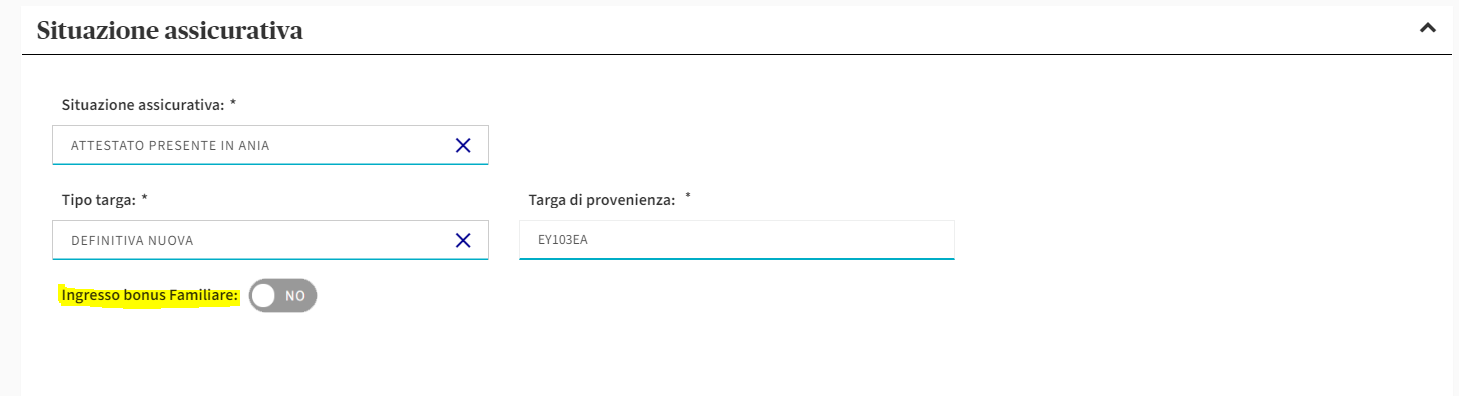 Situazione assicurativa
Situazione assicurativa: *
ATTESTATO PRESENTE IN ANIA
Tipo targa: *
Targa di provenienza: *
DEFINITIVA NUOVA
EY103EA
Ingresso bonus Familiare: NO